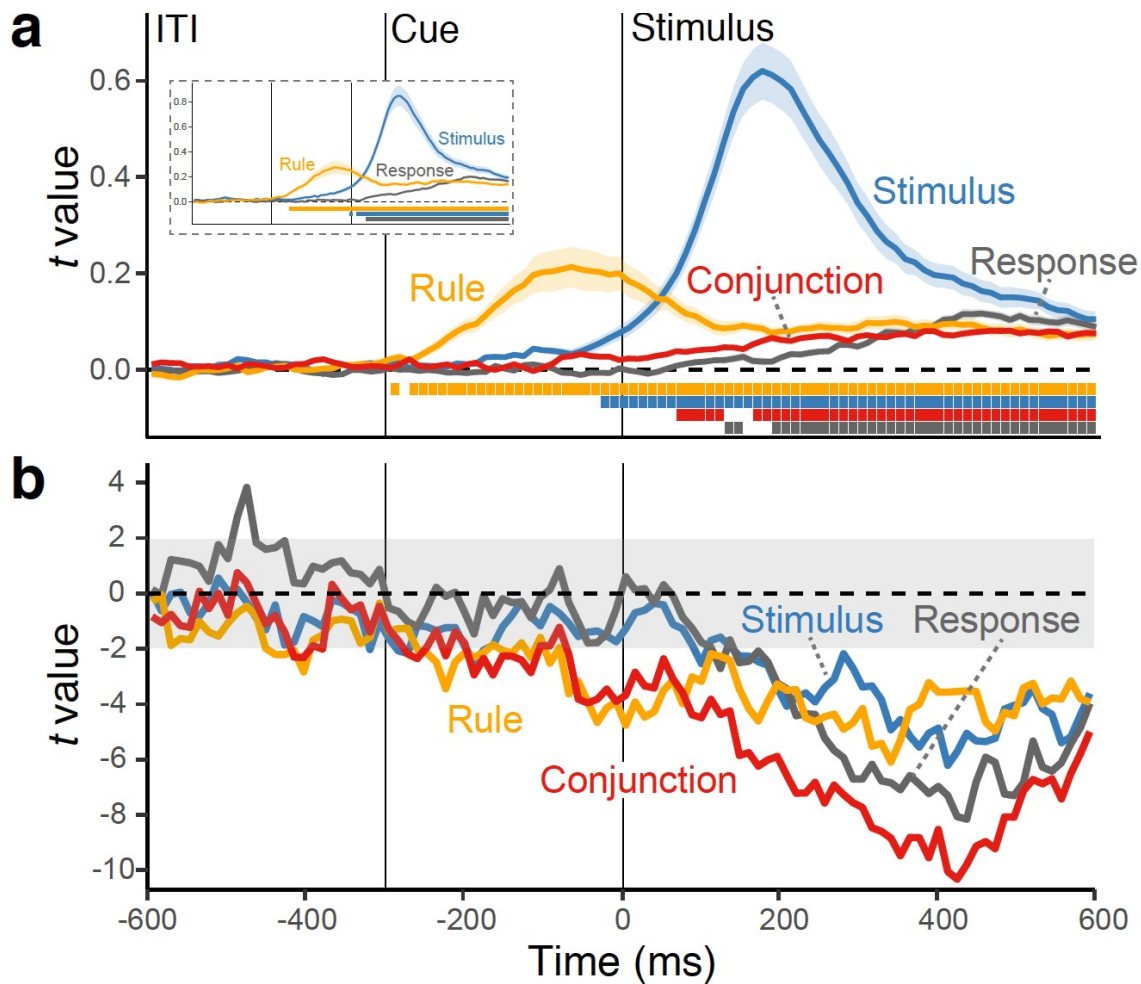 a
ITI
Cue
Stimulus
t value
0.6
0.4
0.2
0.0
0.8
0.6
0.4
0.2
0.0
Rule
Stimulus
Response
Rule
Conjunction
Stimulus
Response
b
t value
4
2
0
-2
-4
-6
-8
-10
Stimulus
Response
Rule
Conjunction
-600
-400
-200
0
200
400
600
Time (ms)